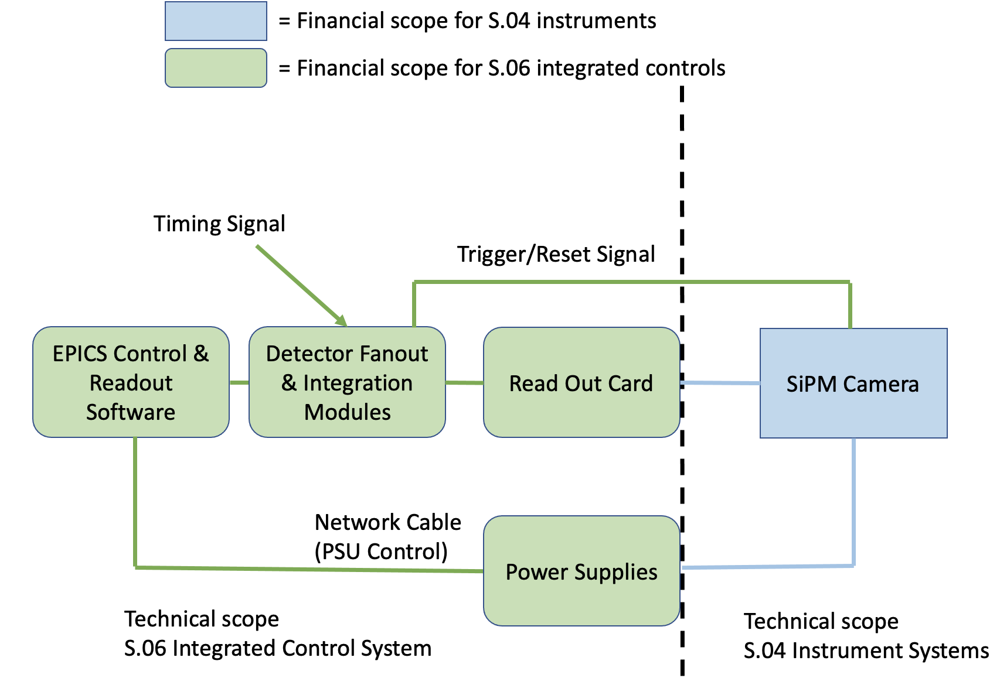 = Financial scope for S.04 instruments
= Financial scope for S.06 integrated controls
Timing Signal
Trigger/Reset Signal
EPICS Control &
Readout
Software
Detector Fanout
& Integration
Modules
Read Out Card
SiPM Camera
Network Cable
(PSU Control)
Power Supplies
Technical scope
S.06 Integrated Control System
Technical scope
S.04 Instrument Systems